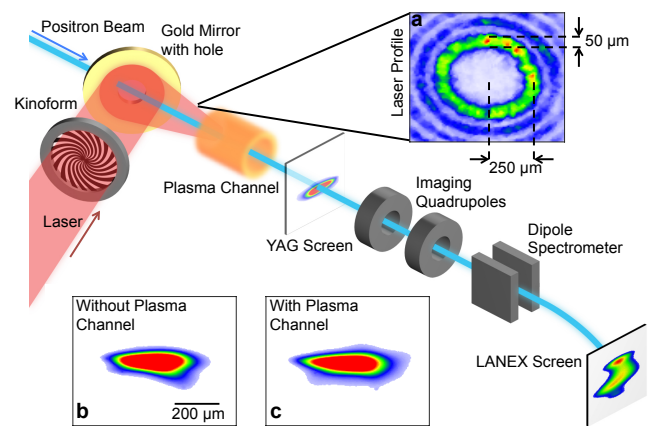 Positron Beam
Gold Mirror
with hole
Kinoform
Laser
Plasma Channel
a
Laser Profile
50 µm
250 µm
YAG Screen
Imaging
Quadrupoles
Dipole
Spectrometer
LANEX Screen
Without Plasma
Channel
b
200 µm
With Plasma
Channel
c